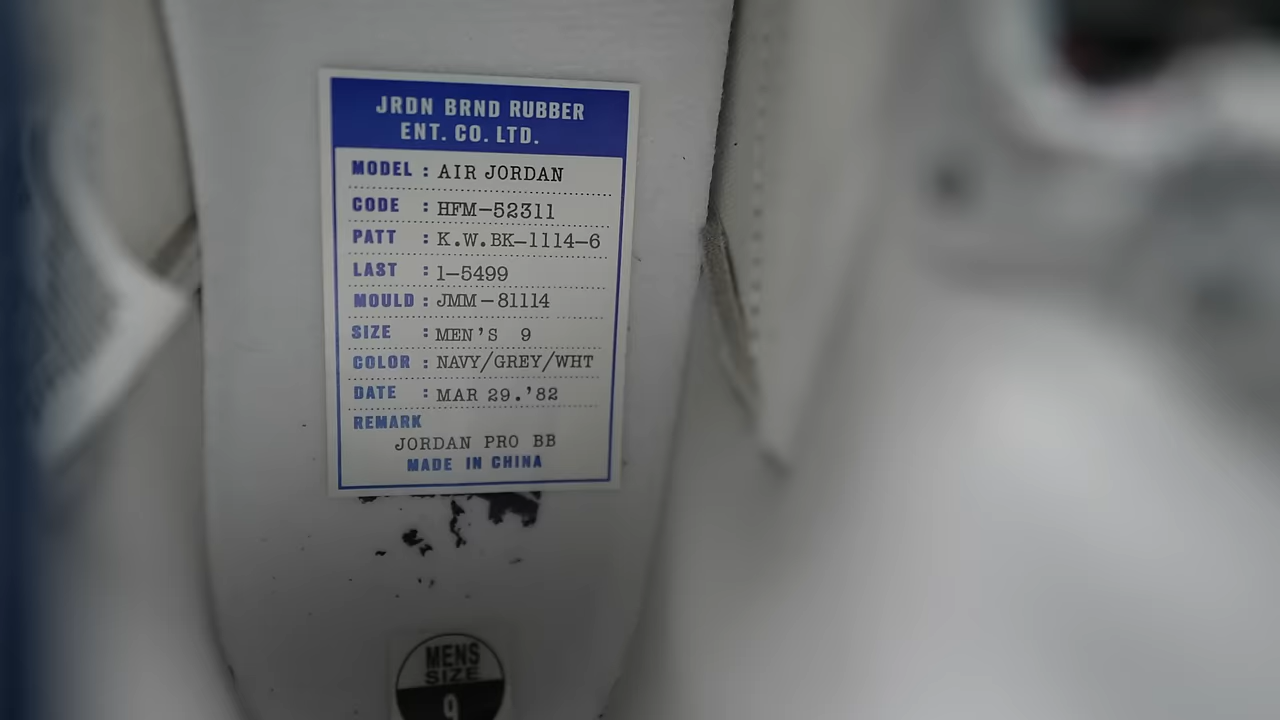 JRDN BRND RUBBER
ENT. CO. LTD.
MODEL : AIR JORDAN
CODE : HFM-52311
PATT : K.W.BK-1114-6
LAST : 1-5499
MOULD : JMM-81114
SIZE : MEN'S 9
COLOR : NAVY/GREY/WHT
DATE : MAR 29.'82
REMARK
JORDAN PRO BB
MADE IN CHINA
MENS
SIZE
9